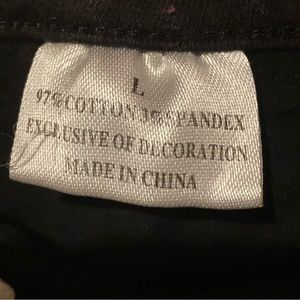 L
97%COTTON 3%SPANDEX
EXCLUSIVE OF DECORATION
MADE IN CHINA